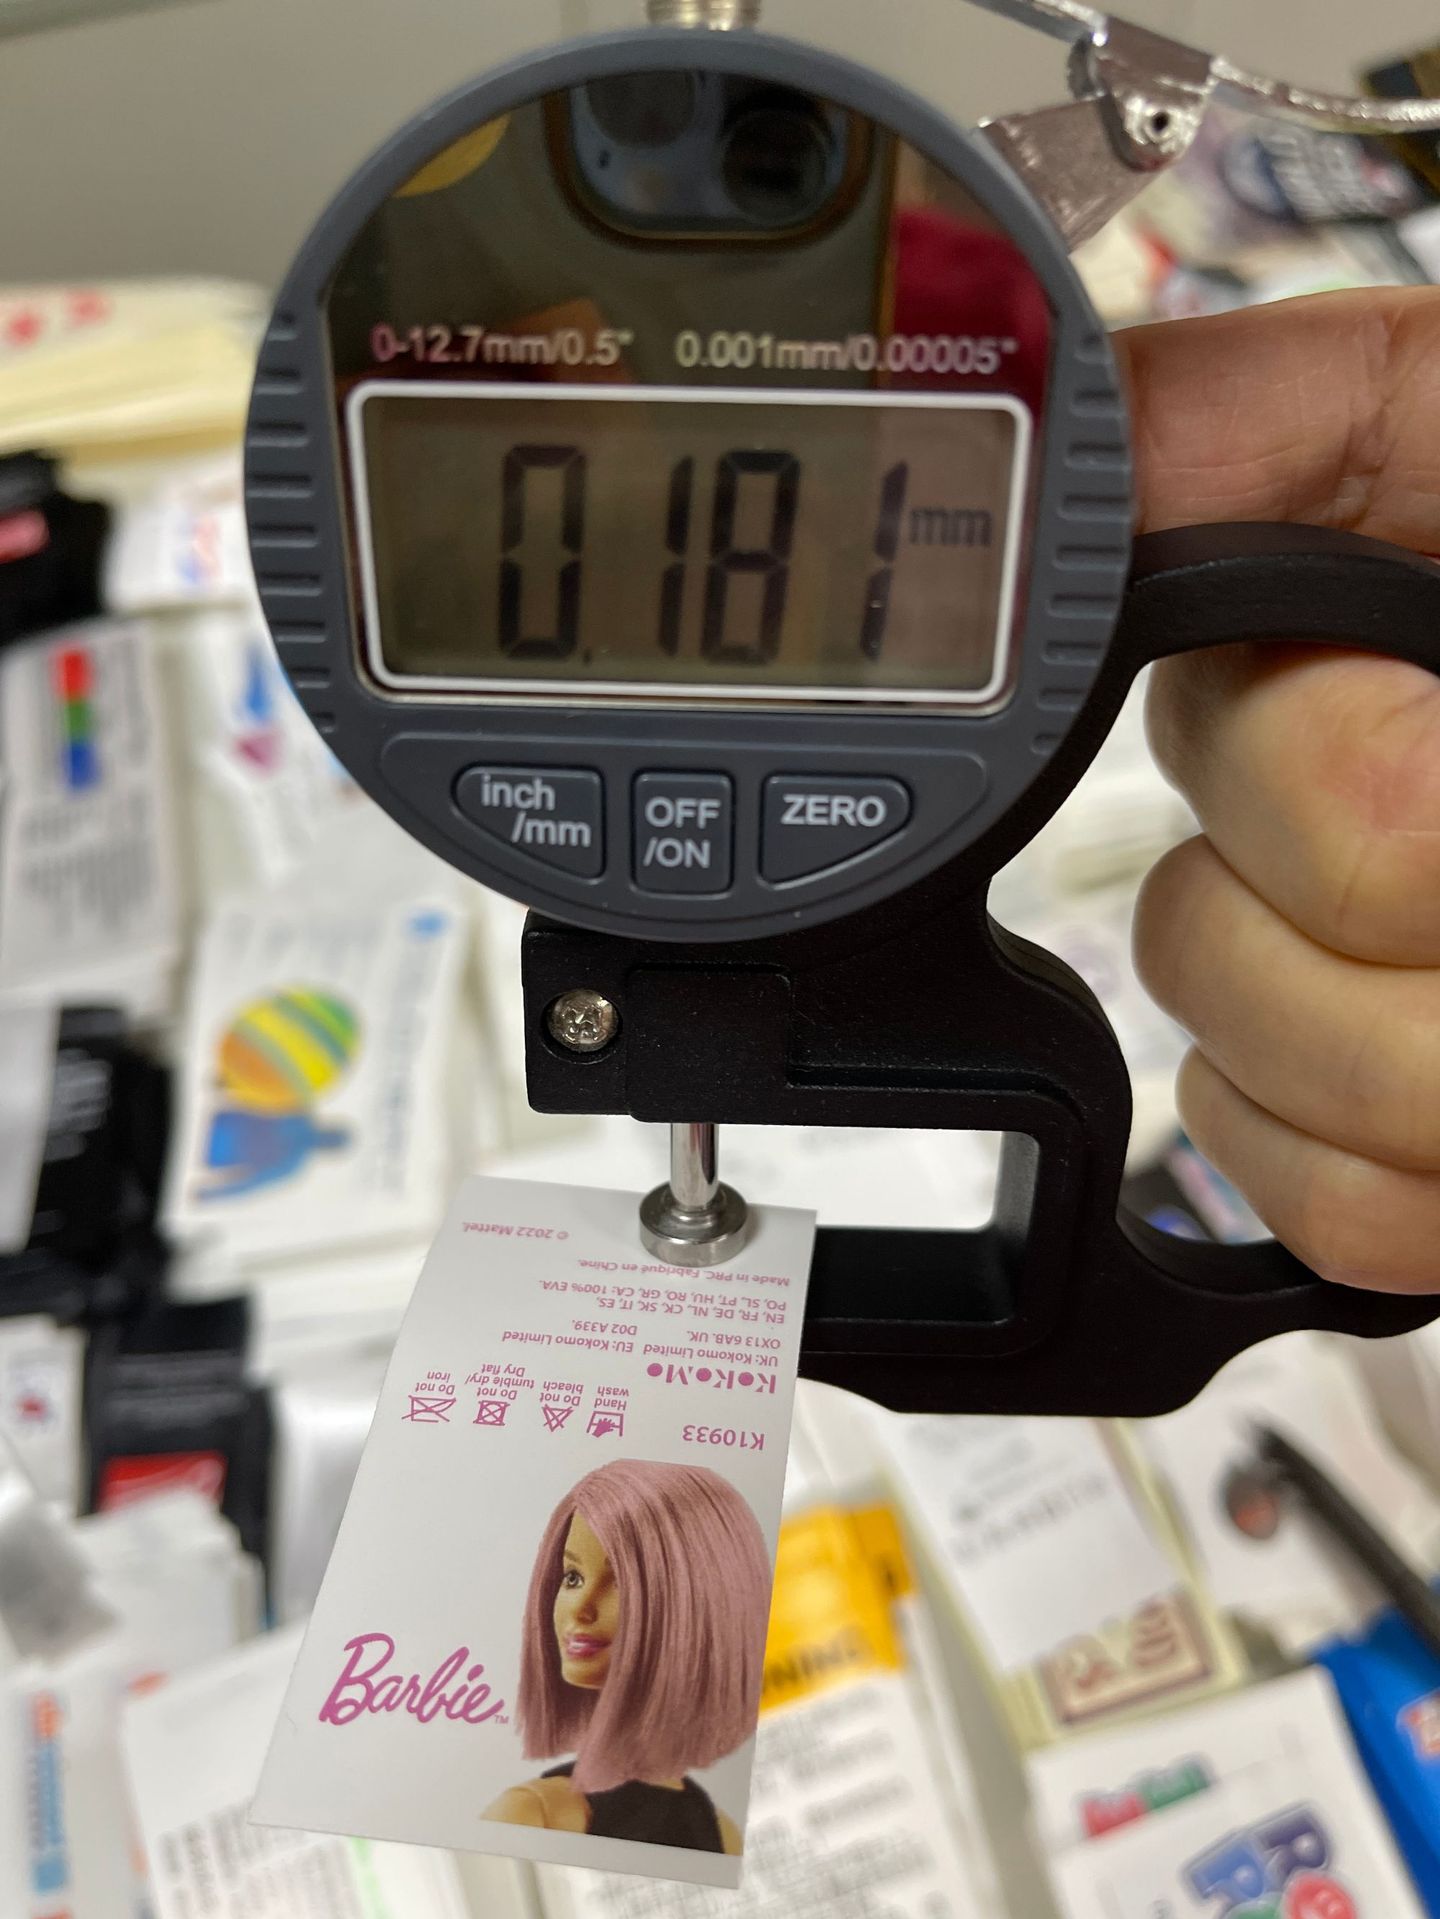 0-12.7mm/0.5" 0.001mm/0.00005"
0.181 mm
inch
/mm
OFF
/ON
ZERO
© 2022 Mattel.
Made in PRC. Fabriqué en Chine.
PO, SL, PT, HU, RO, GR, CA: 100% EVA.
EN, FR, DE, NL, CK, SK, IT, ES,
OX13 6AB. UK. D02 A339.
UK: Kokomo Limited EU: Kokomo Limited
KoKoMo
Hand
wash
Do not
bleach
Do not
tumble dry/
Dry flat
Do not
iron
K10933
Barbie™